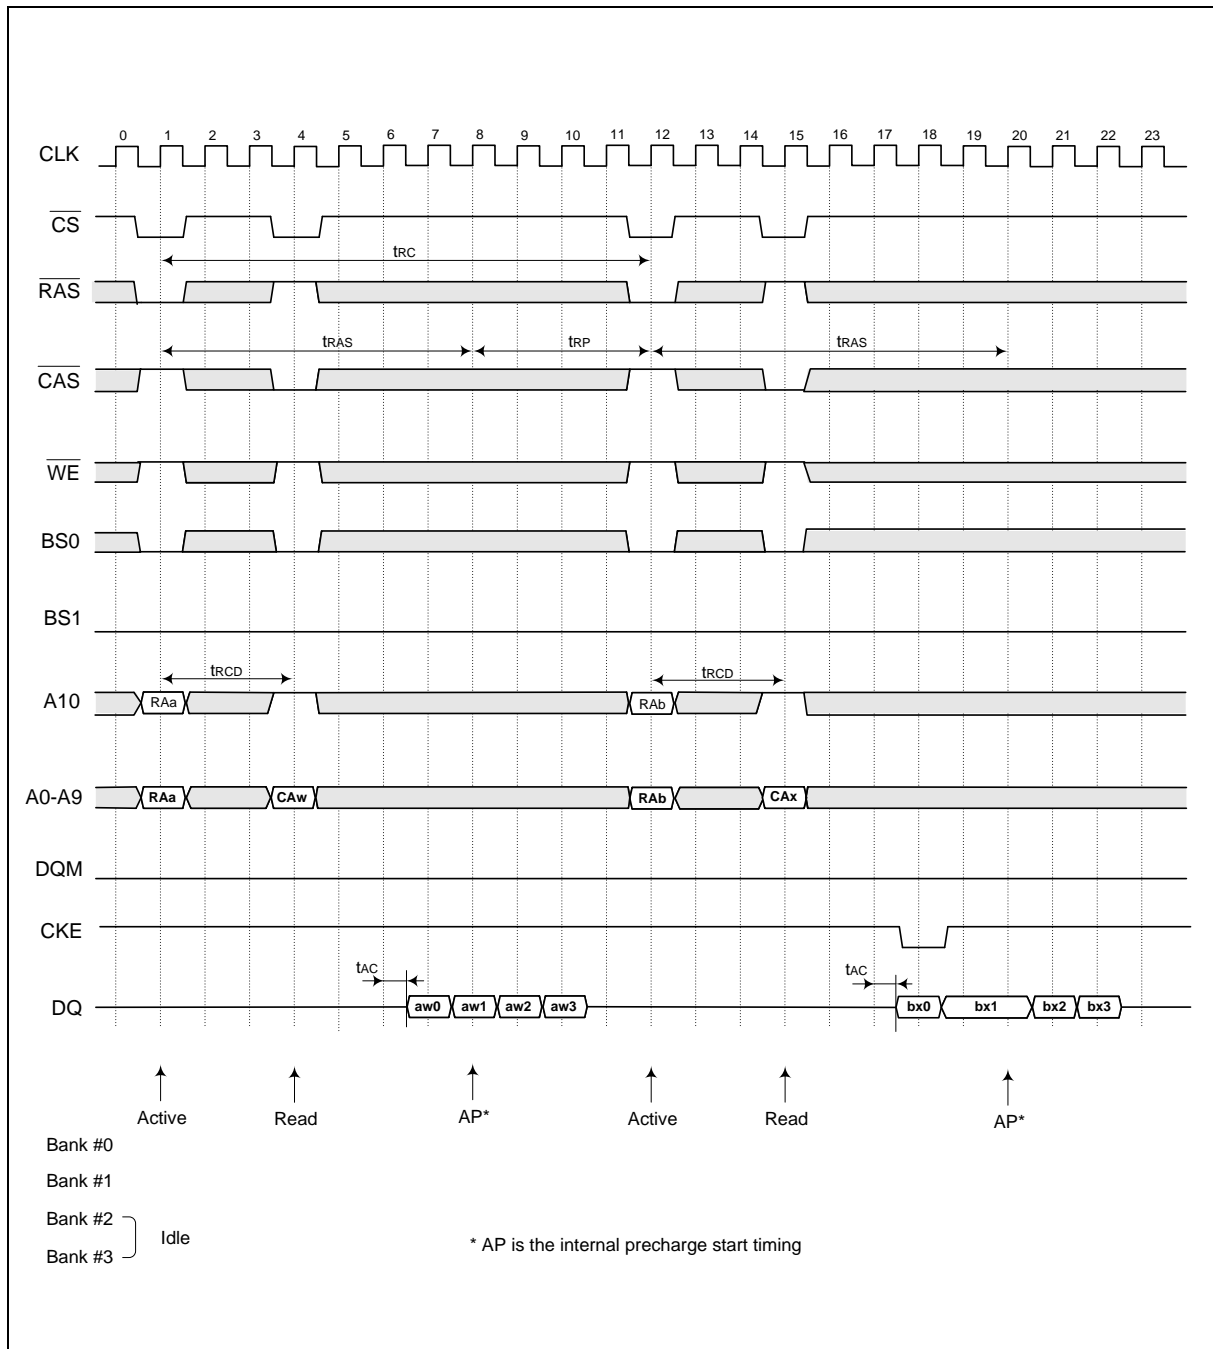 0 1 2 3 4 5 6 7 8 9 10 11 12 13 14 15 16 17 18 19 20 21 22 23
CLK
CS
tRC
RAS
tRAS tRP tRAS
CAS
WE
BS0
BS1
tRCD tRCD
A10 RAa RAb
A0-A9 RAa CAw RAb CAx
DQM
CKE
tAC tAC
DQ aw0 aw1 aw2 aw3 bx0 bx1 bx2 bx3
Active Read AP* Active Read AP*
Bank #0
Bank #1
Bank #2
Idle
Bank #3
* AP is the internal precharge start timing